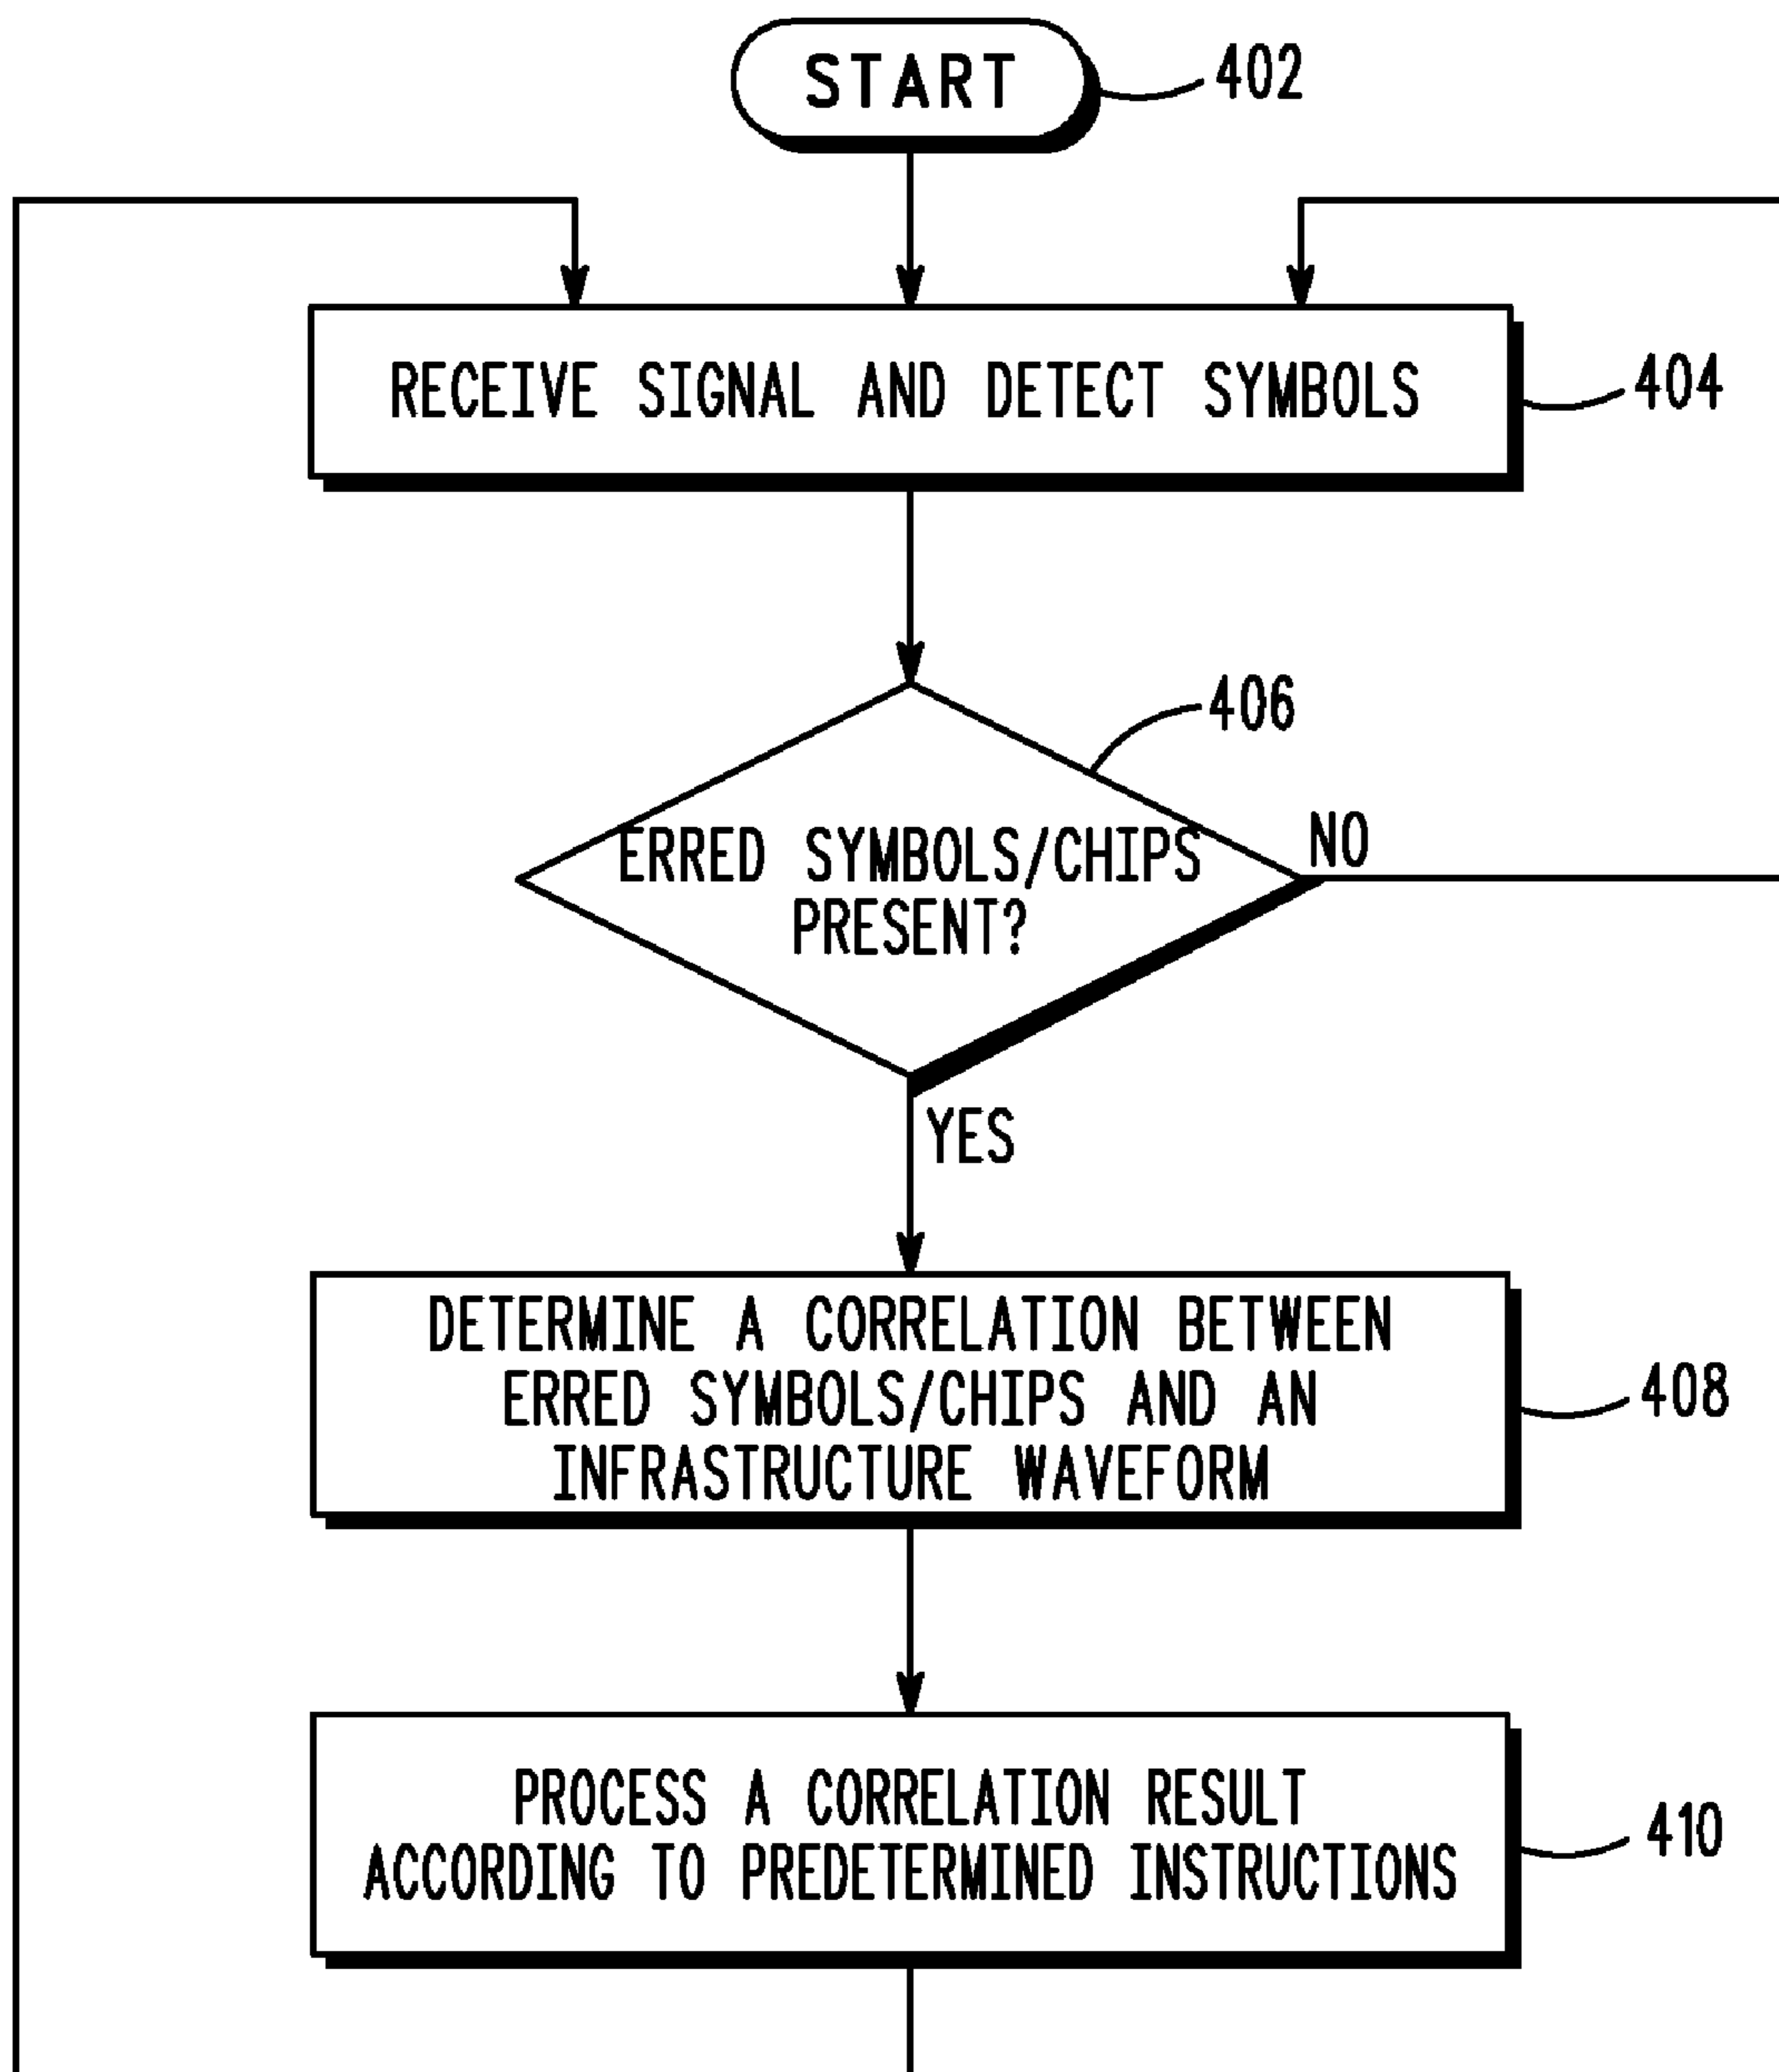 START
402
RECEIVE SIGNAL AND DETECT SYMBOLS
404
406
ERRED SYMBOLS/CHIPS
PRESENT?
NO
YES
DETERMINE A CORRELATION BETWEEN
ERRED SYMBOLS/CHIPS AND AN
INFRASTRUCTURE WAVEFORM
408
PROCESS A CORRELATION RESULT
ACCORDING TO PREDETERMINED INSTRUCTIONS
410